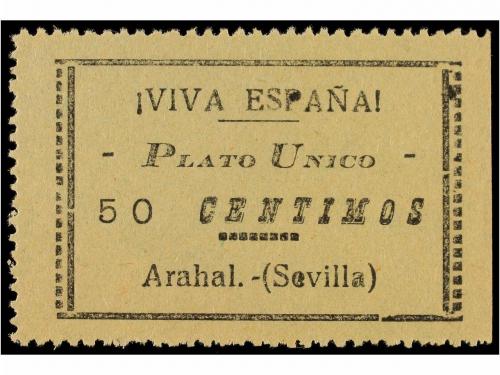 ¡VIVA ESPAÑA!
- PLATO UNICO -
50 CENTIMOS
Arahal.-(Sevilla)